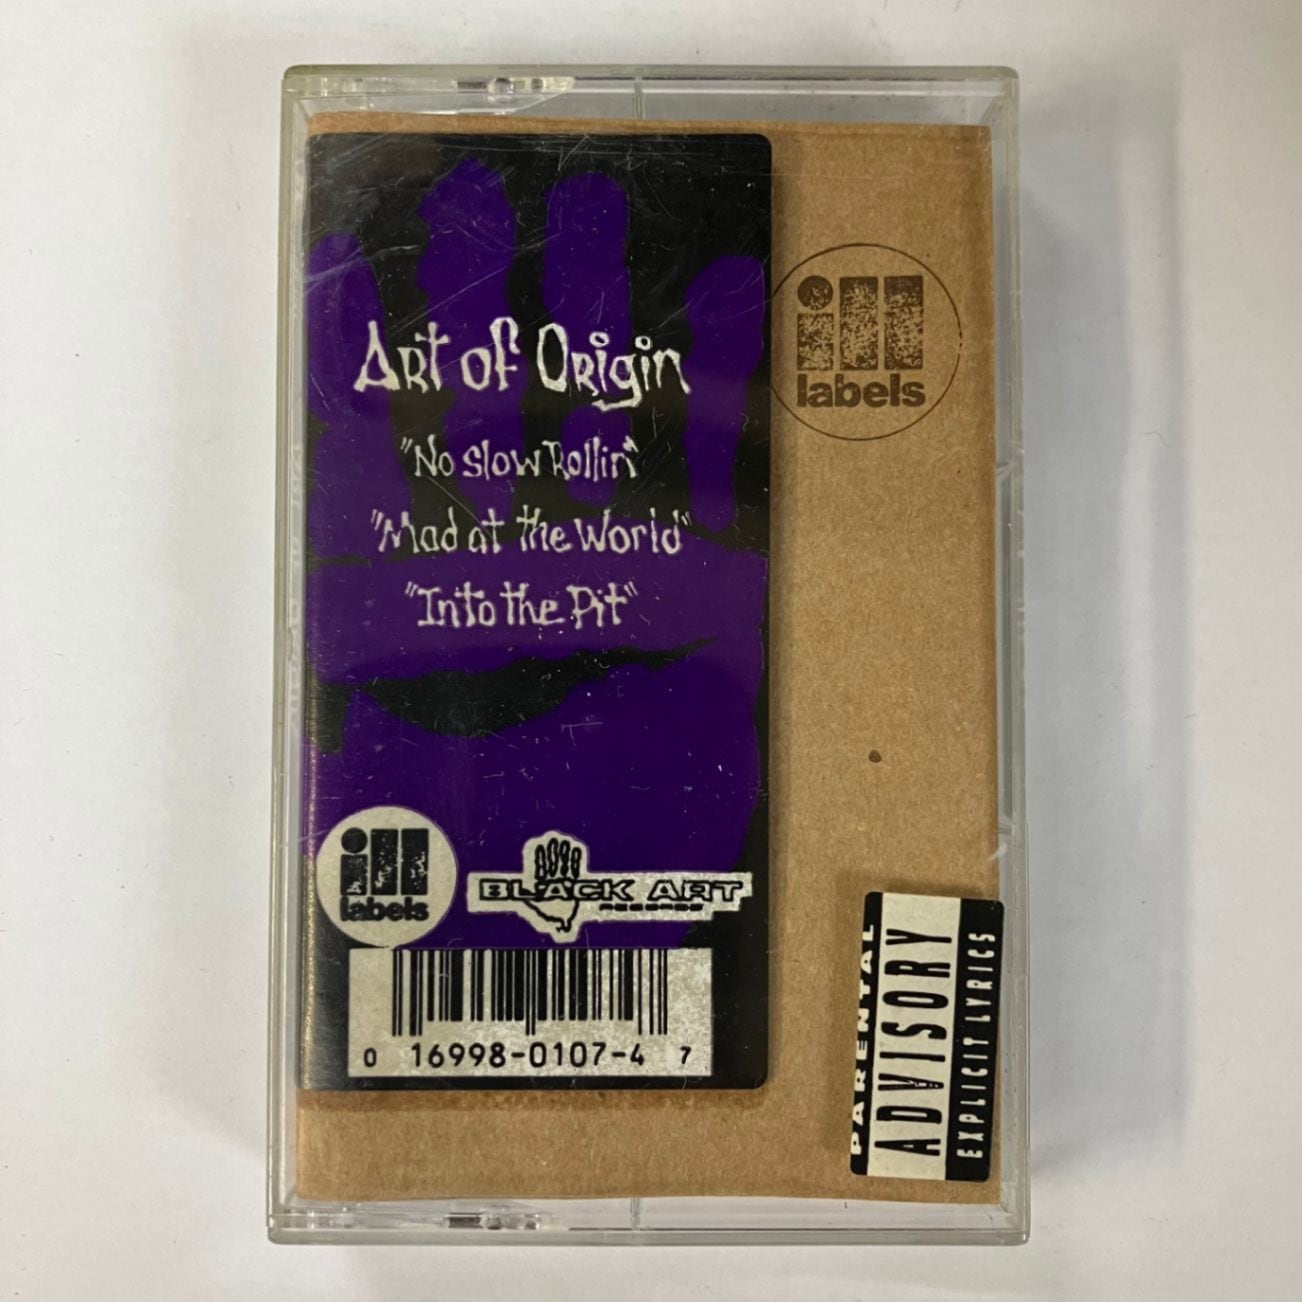 Art of Origin
"No Slow Rollin"
"Mad at the World"
"Into the Pit"
ill
labels
ill
labels
BLACK ART
RECORDS
0 16998-0107-4 7
PARENTAL
ADVISORY
EXPLICIT LYRICS